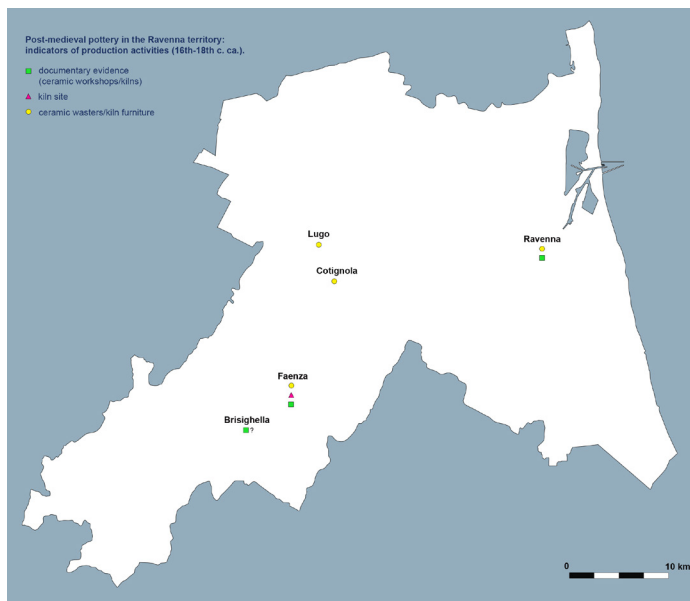 Post-medieval pottery in the Ravenna territory:
indicators of production activities (16th-18th c. ca.).
documentary evidence
(ceramic workshops/kilns)
kiln site
ceramic wasters/kiln furniture
Lugo
Ravenna
Cotignola
Faenza
Brisighella
?
0 10 km